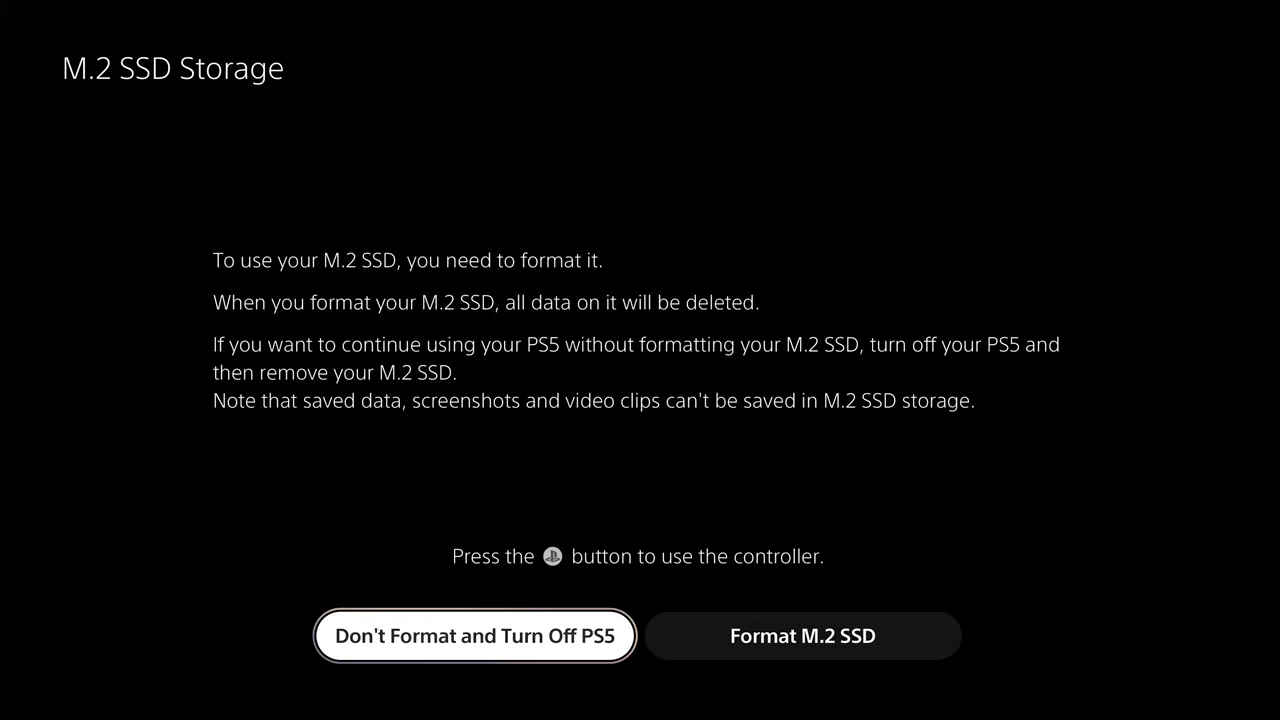 M.2 SSD Storage
To use your M.2 SSD, you need to format it.
When you format your M.2 SSD, all data on it will be deleted.
If you want to continue using your PS5 without formatting your M.2 SSD, turn off your PS5 and
then remove your M.2 SSD.
Note that saved data, screenshots and video clips can't be saved in M.2 SSD storage.
Press the button to use the controller.
Don't Format and Turn Off PS5
Format M.2 SSD